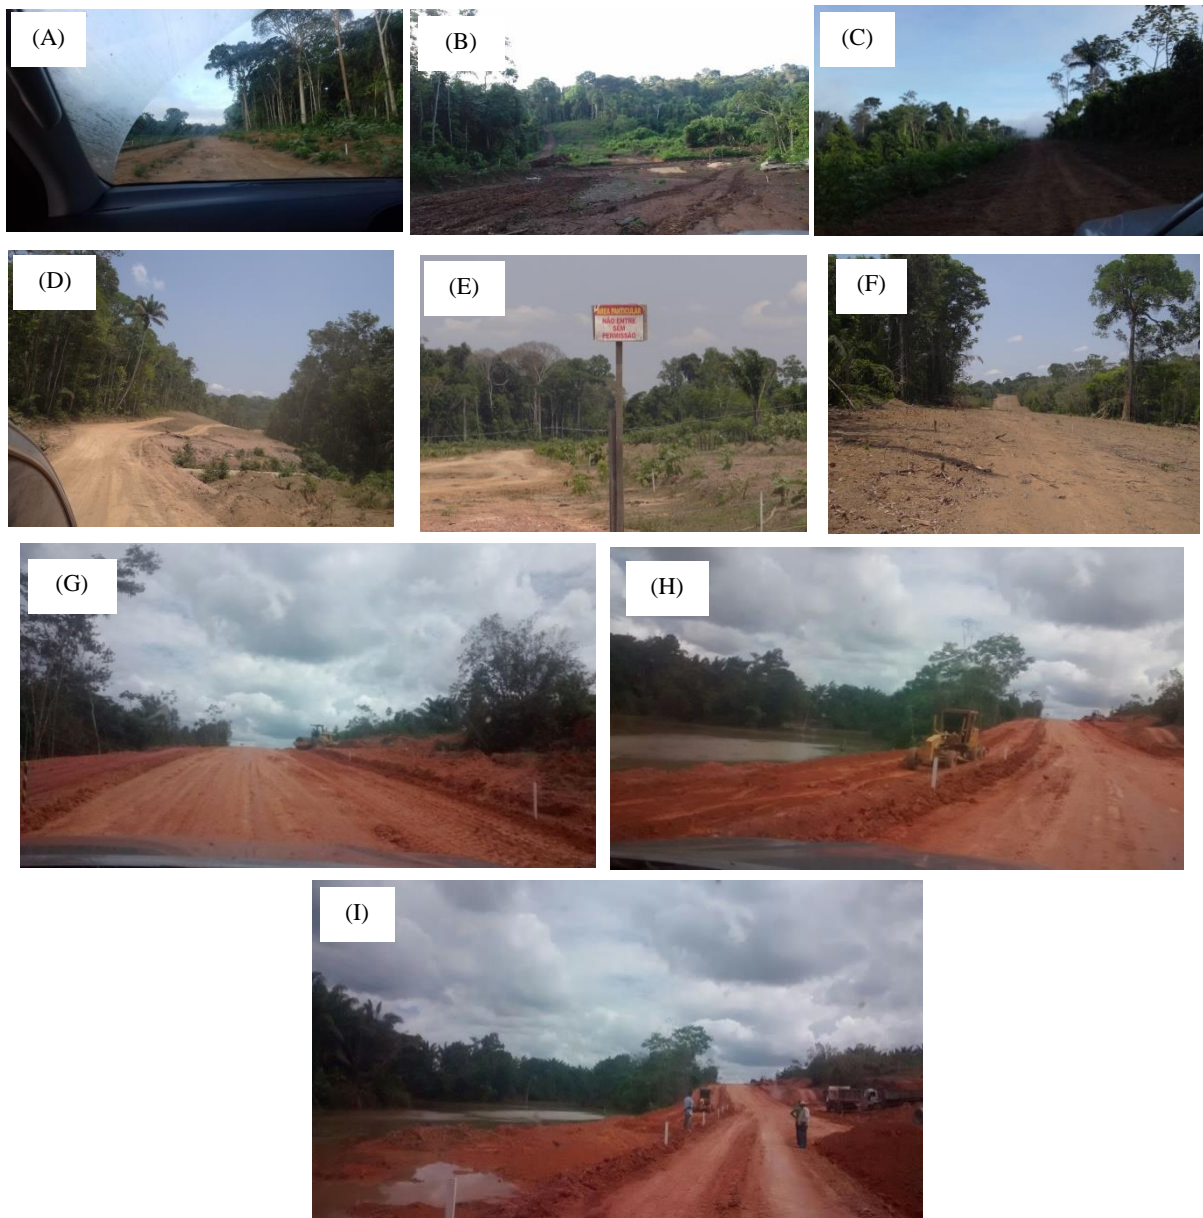 (A)
(B)
(C)
(D)
(E)
ÁREA PARTICULAR
NÃO ENTRE
SEM
PERMISSÃO
(F)
(G)
(H)
(I)